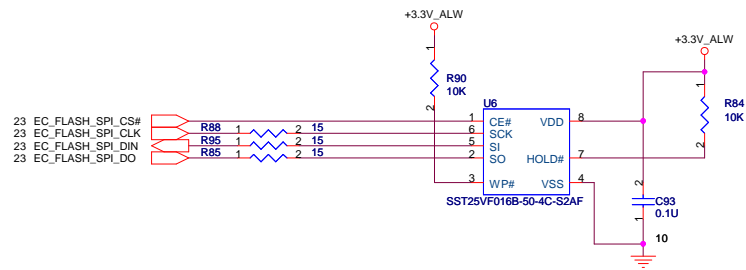 +3.3V_ALW
+3.3V_ALW
1
R90
10K
2
1
R84
10K
2
U6
23 EC_FLASH_SPI_CS# 1 CE# VDD 8
23 EC_FLASH_SPI_CLK R88 1 2 15 6 SCK
23 EC_FLASH_SPI_DIN R95 1 2 15 5 SI
23 EC_FLASH_SPI_DO R85 1 2 15 2 SO HOLD# 7
3 WP# VSS 4
SST25VF016B-50-4C-S2AF
2
C93
0.1U
1
10